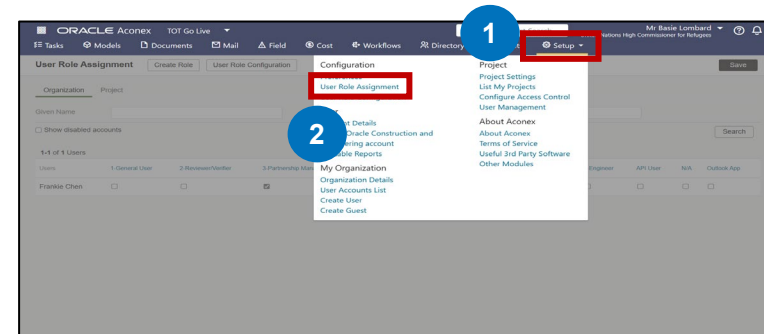 ORACLE Aconex TOT Go Live
Search
Mr Basie Lombard
Nations High Commissioner for Refugees
Tasks Models Documents Mail Field Cost Workflows Directory Setup
1
User Role Assignment Create Role User Role Configuration Save
Configuration Project
Preferences Project Settings
User Role Assignment List My Projects
Configure Access Control
User Management
Organization Project
Given Name
Show disabled accounts Search
2
Details About Aconex
Oracle Construction and About Aconex
account Terms of Service
Reports Useful 3rd Party Software
My Organization Other Modules
Organization Details
User Accounts List
Create User
Create Guest
1-1 of 1 Users
Users 1-General User 2-Reviewer/Verifier 3-Partnership Engineer API User N/A Outlook App
Frankie Chen